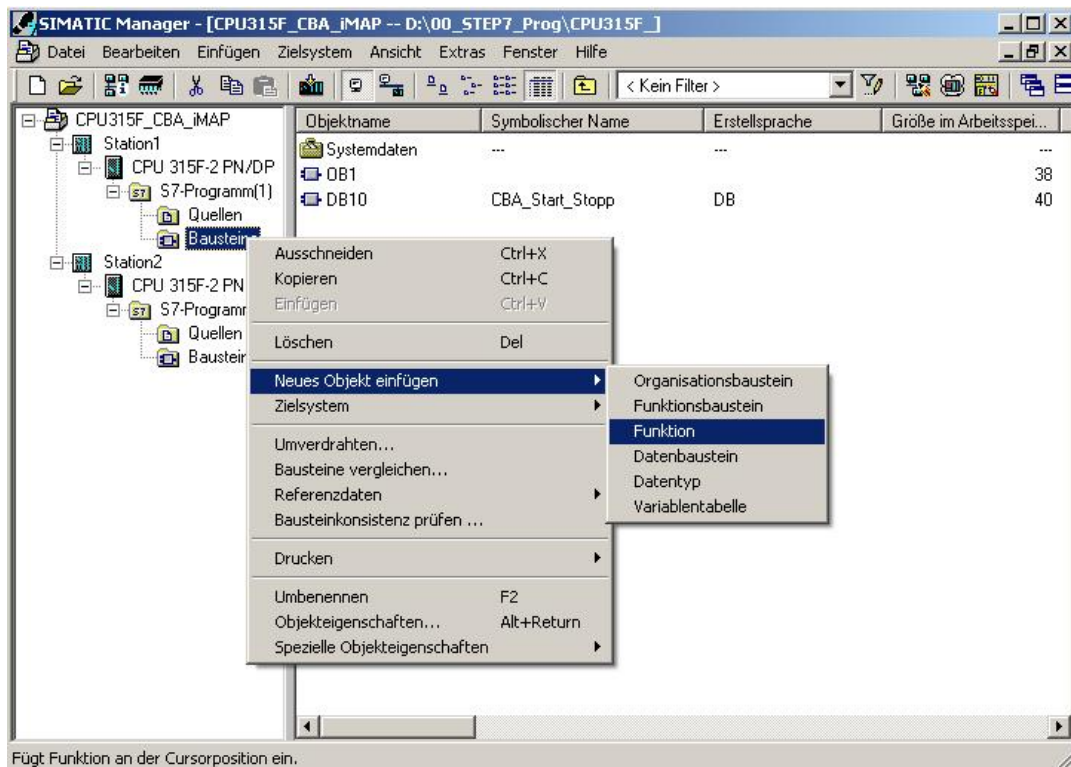 SIMATIC Manager - [CPU315F_CBA_iMAP -- D:\00_STEP7_Prog\CPU315F_]
Datei Bearbeiten Einfügen Zielsystem Ansicht Extras Fenster Hilfe
< Kein Filter >
CPU315F_CBA_iMAP
Station1
CPU 315F-2 PN/DP
S7-Programm(1)
Quellen
Bausteine
Station2
CPU 315F-2 PN
S7-Programm
Quellen
Baustein
Objektname Symbolischer Name Erstellsprache Größe im Arbeitsspei...
Systemdaten --- --- ---
OB1 38
DB10 CBA_Start_Stopp DB 40
Ausschneiden Ctrl+X
Kopieren Ctrl+C
Einfügen Ctrl+V
Löschen Del
Neues Objekt einfügen
Zielsystem
Umverdrahten...
Bausteine vergleichen...
Referenzdaten
Bausteinkonsistenz prüfen ...
Drucken
Umbenennen F2
Objekteigenschaften... Alt+Return
Spezielle Objekteigenschaften
Organisationsbaustein
Funktionsbaustein
Funktion
Datenbaustein
Datentyp
Variablentabelle
Fügt Funktion an der Cursorposition ein.